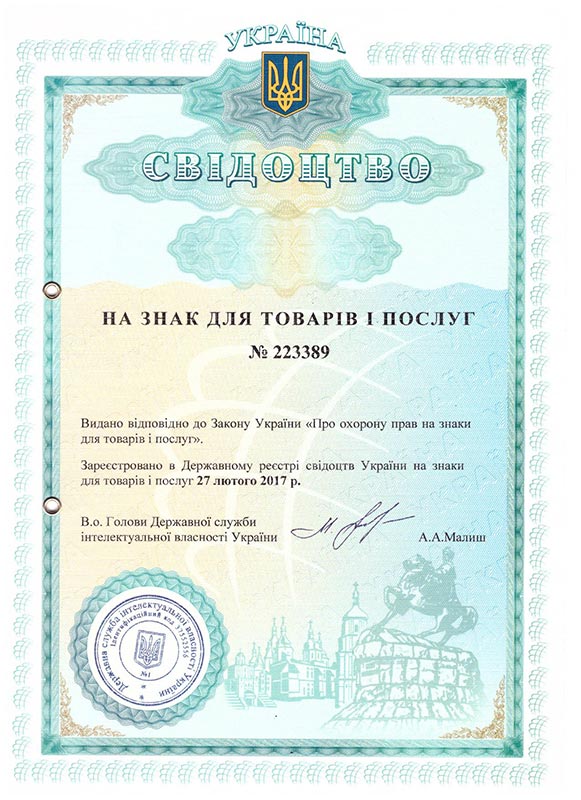 УКРАЇНА
СВІДОЦТВО
НА ЗНАК ДЛЯ ТОВАРІВ І ПОСЛУГ
№ 223389
Видано відповідно до Закону України «Про охорону прав на знаки
для товарів і послуг».
Зареєстровано в Державному реєстрі свідоцтв України на знаки
для товарів і послуг 27 лютого 2017 р.
В.о. Голови Державної служби
інтелектуальної власності України
А.А.Малиш
Державна служба інтелектуальної власності України
Ідентифікаційний код 37552556
№1